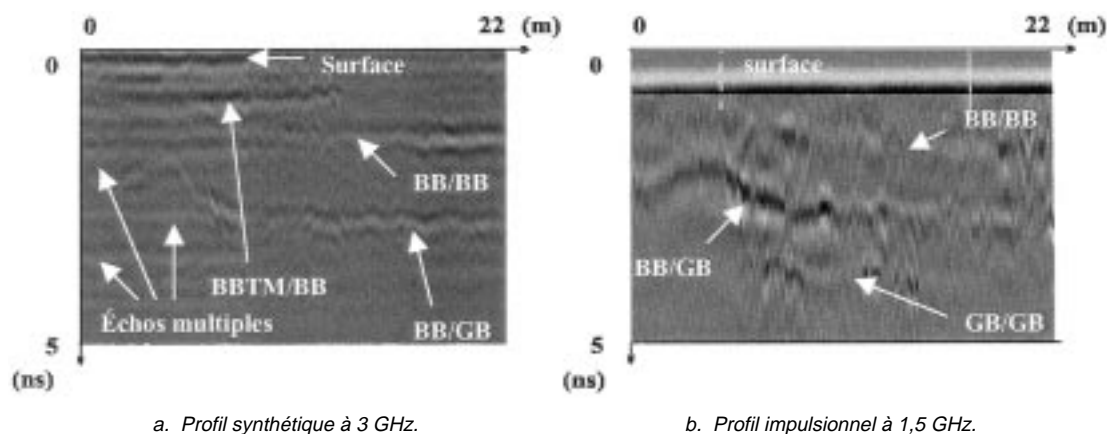 0 22 (m)
0
Surface
BB/BB
BBTM/BB
Échos multiples
BB/GB
5
(ns)
a. Profil synthétique à 3 GHz.
0 22 (m)
0
surface
BB/BB
BB/GB
GB/GB
5
(ns)
b. Profil impulsionnel à 1,5 GHz.